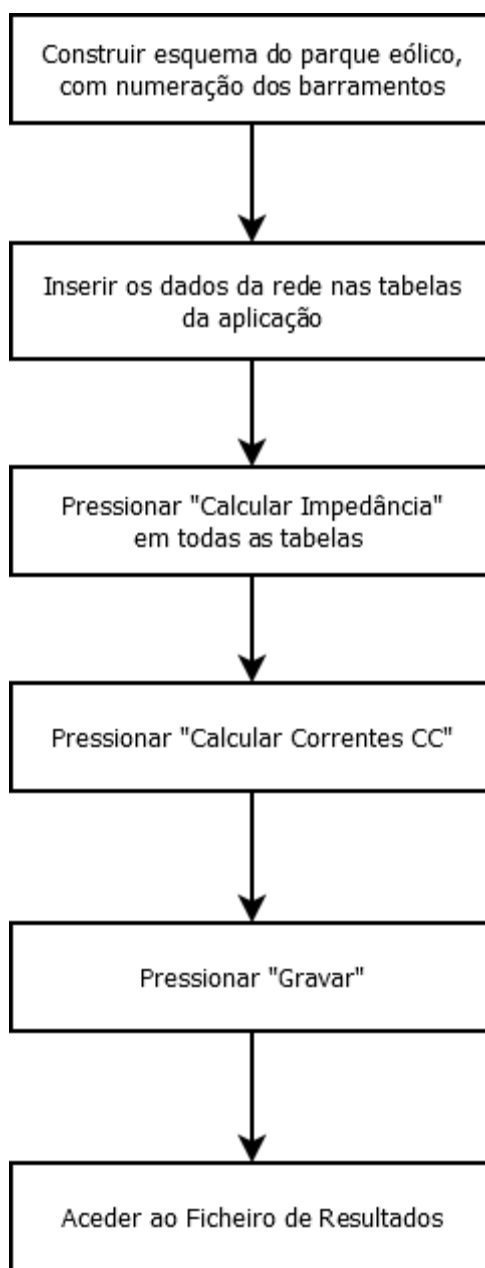 Construir esquema do parque eólico,
com numeração dos barramentos
Inserir os dados da rede nas tabelas
da aplicação
Pressionar "Calcular Impedância"
em todas as tabelas
Pressionar "Calcular Correntes CC"
Pressionar "Gravar"
Aceder ao Ficheiro de Resultados